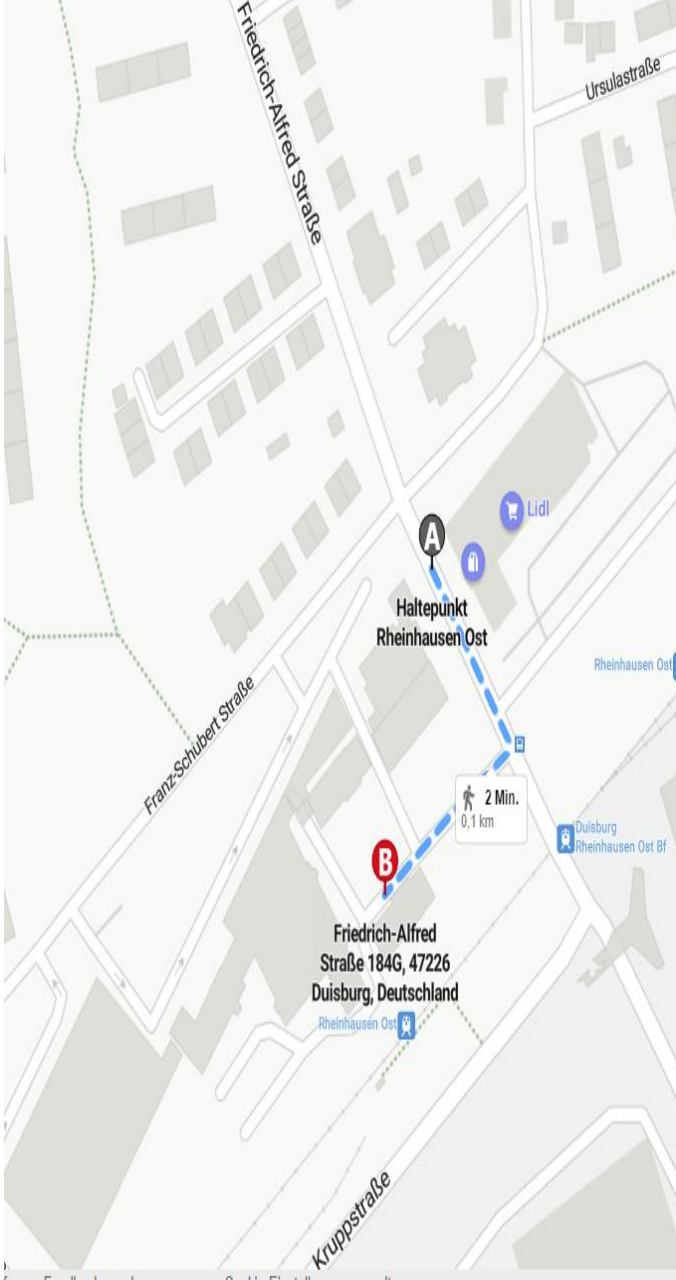 Friedrich-Alfred Straße
Ursulastraße
Lidl
A
Haltepunkt
Rheinhausen Ost
Rheinhausen Ost
Franz-Schubert Straße
2 Min.
0,1 km
Duisburg
Rheinhausen Ost Bf
B
Friedrich-Alfred
Straße 184G, 47226
Duisburg, Deutschland
Rheinhausen Ost
Kruppstraße